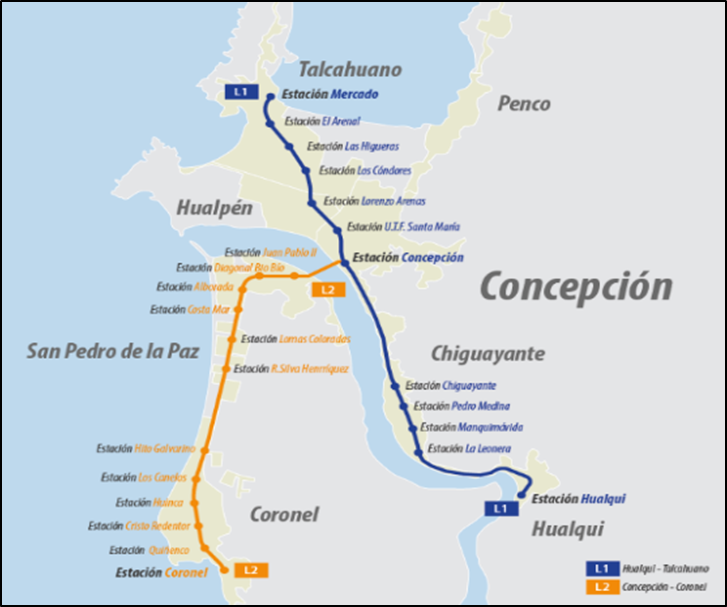 Talcahuano
L1
Estación Mercado
Penco
Estación El Arenal
Estación Las Higueras
Estación Los Cóndores
Hualpén
Estación Lorenzo Arenas
Estación U.T.F. Santa María
Estación Juan Pablo II
Estación Concepción
Estación Diagonal Bío Bío
Estación Alborada
L2
Concepción
Estación Costa Mar
Estación Lomas Coloradas
San Pedro de la Paz
Chiguayante
Estación R.Silva Henríquez
Estación Chiguayante
Estación Pedro Medina
Estación Manquimávida
Estación Hito Galvarino
Estación La Leonera
Estación Los Canelos
Estación Hualqui
Estación Huinca
L1
Coronel
Estación Cristo Redentor
Hualqui
Estación Quiñenco
Estación Coronel
L2
L1 Hualqui – Talcahuano
L2 Concepción – Coronel